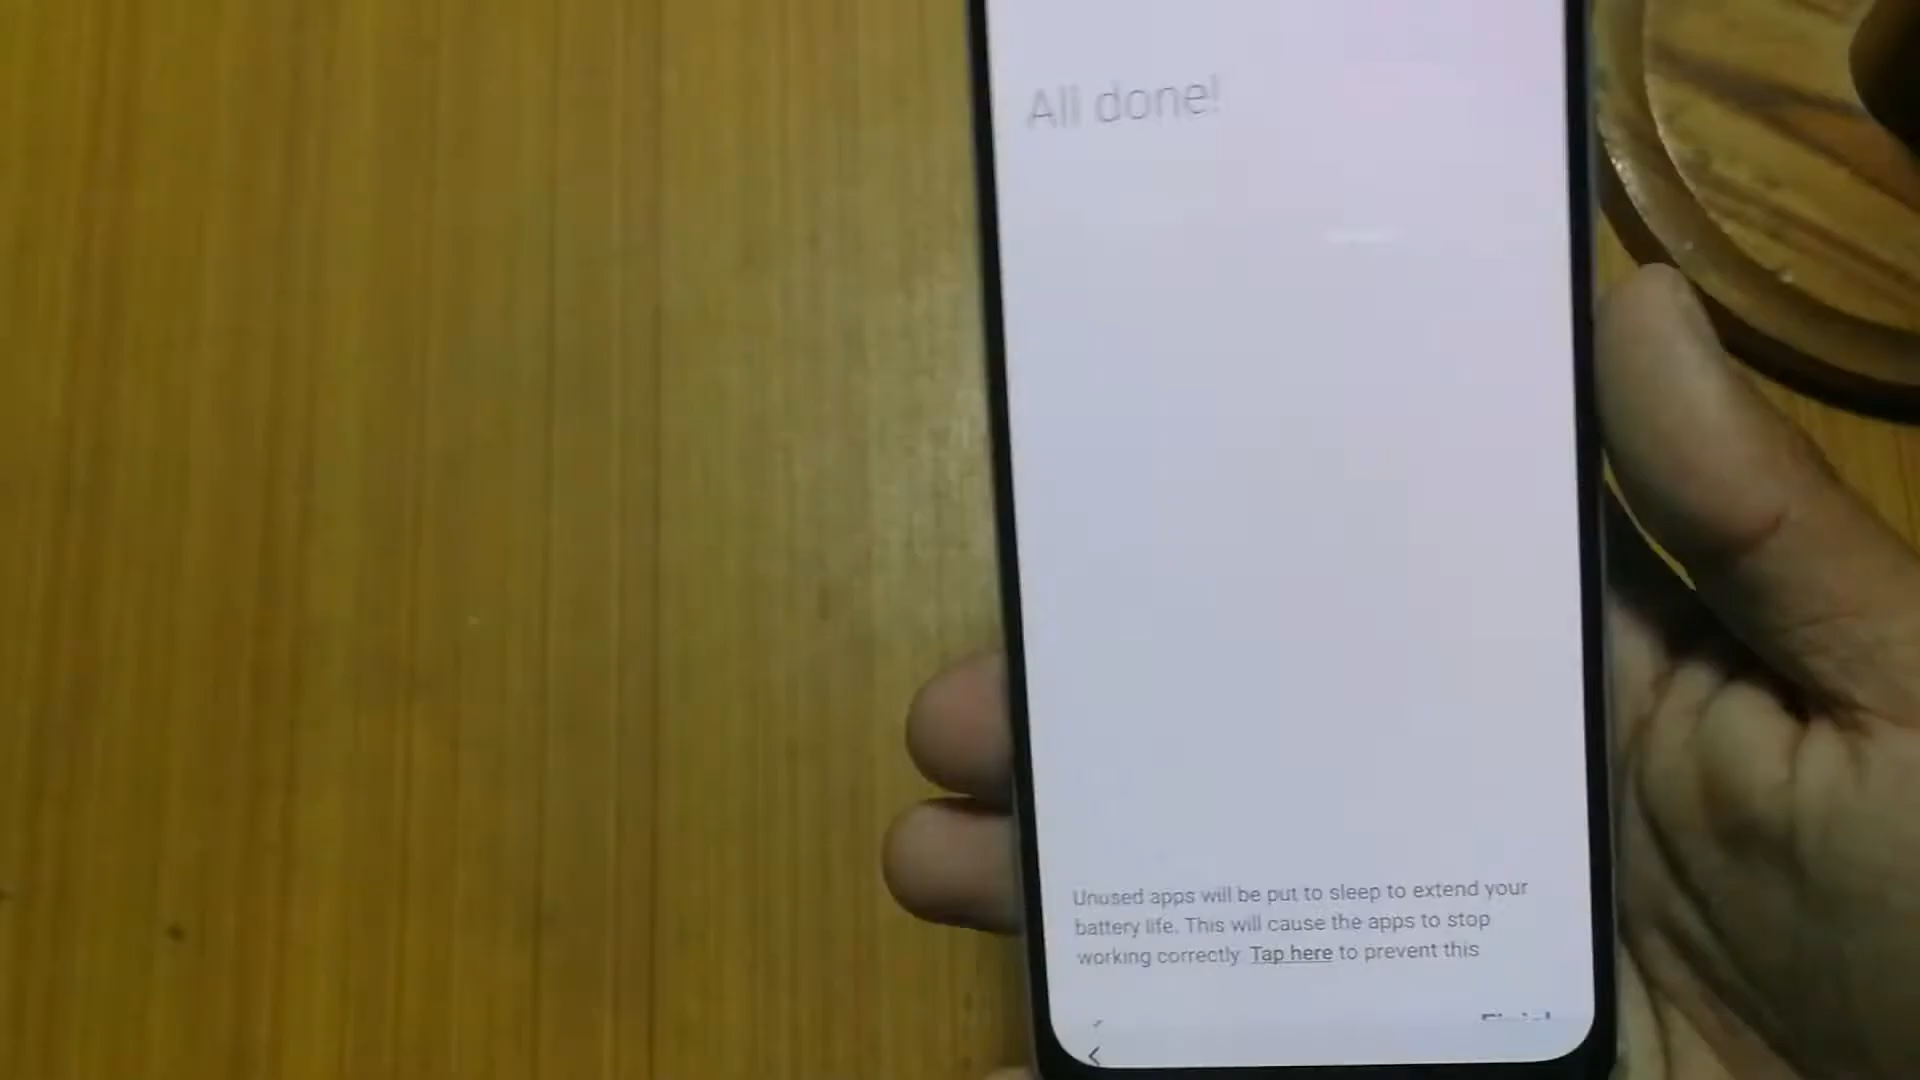 All done!
Unused apps will be put to sleep to extend your
battery life. This will cause the apps to stop
working correctly. Tap here to prevent this